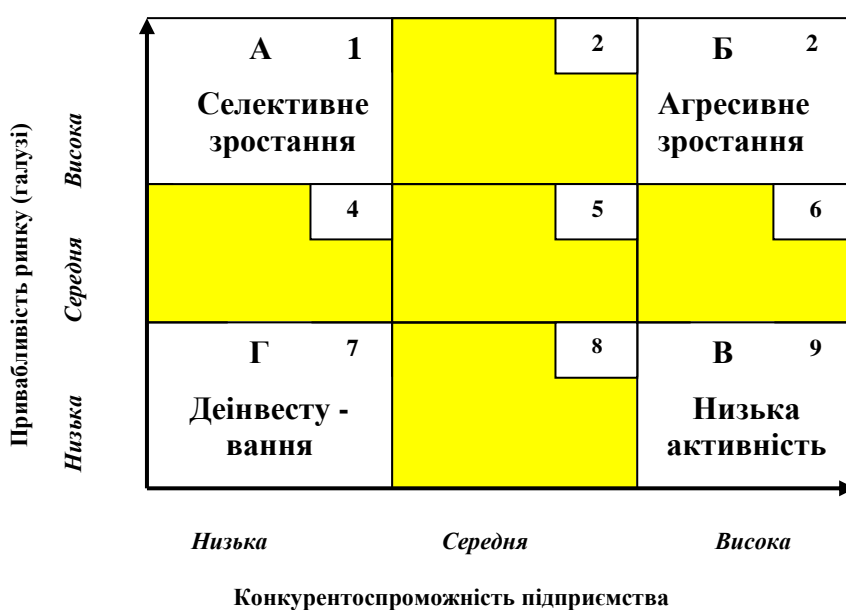 А 1
2
Б 2
Селективне
зростання
Агресивне
зростання
4
5
6
Г 7
8
В 9
Деінвесту -
вання
Низька
активність
Привабливість ринку (галузі)
Висока
Середня
Низька
Низька
Середня
Висока
Конкурентоспроможність підприємства